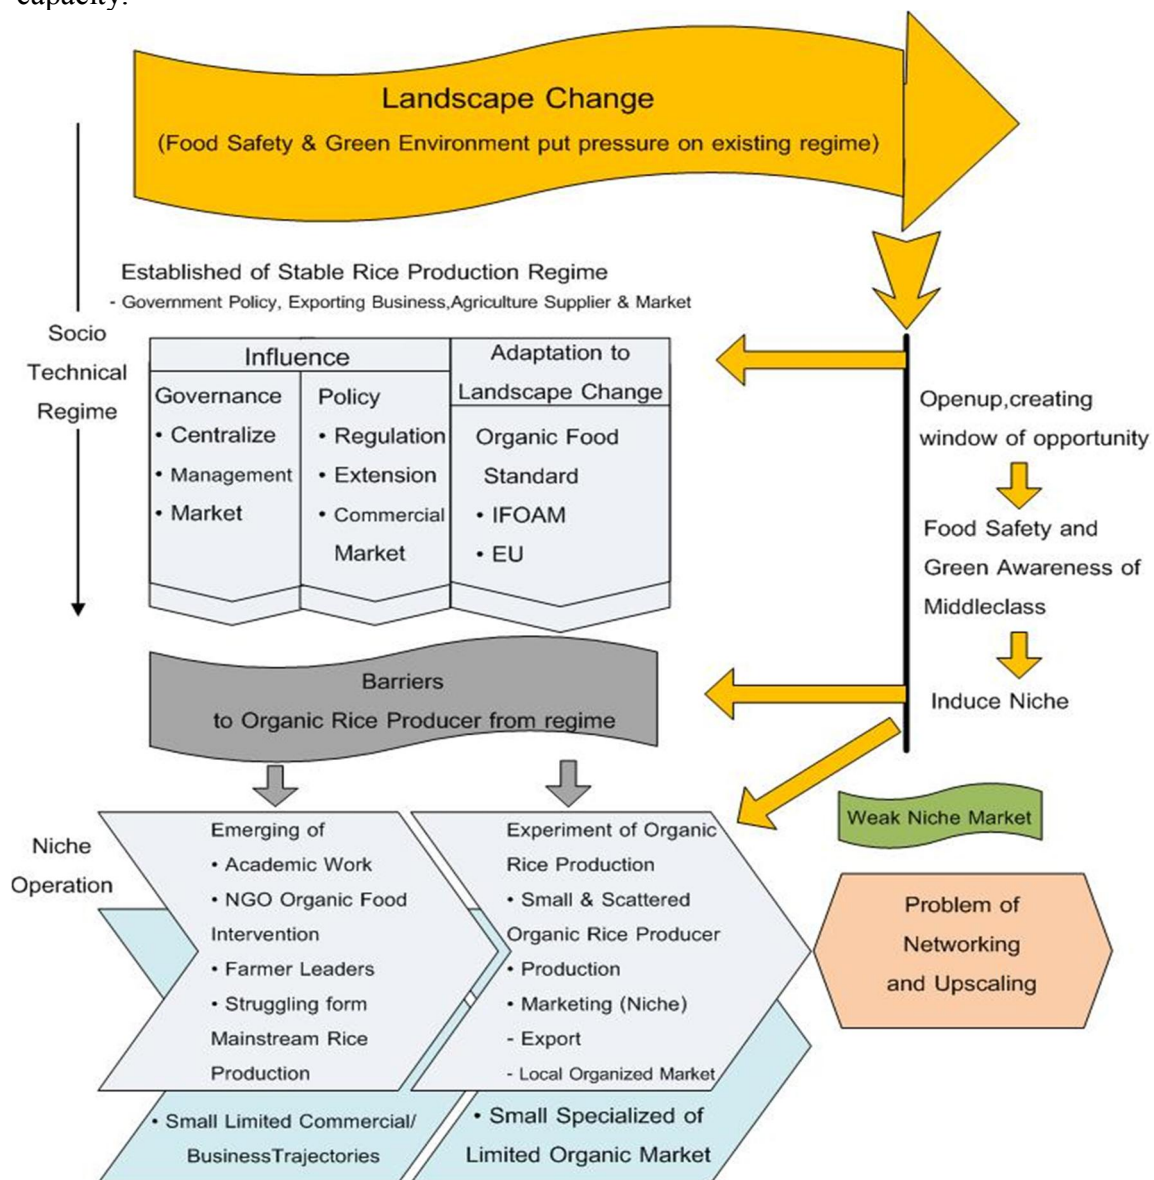 capacity.
Landscape Change
(Food Safety & Green Environment put pressure on existing regime)
Established of Stable Rice Production Regime
- Government Policy, Exporting Business,Agriculture Supplier & Market
Socio
Technical
Regime
Influence
Governance
• Centralize
• Management
• Market
Policy
• Regulation
• Extension
• Commercial
Market
Adaptation to
Landscape Change
Organic Food
Standard
• IFOAM
• EU
Openup,creating
window of opportunity
Food Safety and
Green Awareness of
Middleclass
Induce Niche
Barriers
to Organic Rice Producer from regime
Niche
Operation
Emerging of
• Academic Work
• NGO Organic Food
Intervention
• Farmer Leaders
• Struggling form
Mainstream Rice
Production
Experiment of Organic
Rice Production
• Small & Scattered
Organic Rice Producer
• Production
• Marketing (Niche)
- Export
- Local Organized Market
Weak Niche Market
Problem of
Networking
and Upscaling
• Small Limited Commercial/
BusinessTrajectories
• Small Specialized of
Limited Organic Market